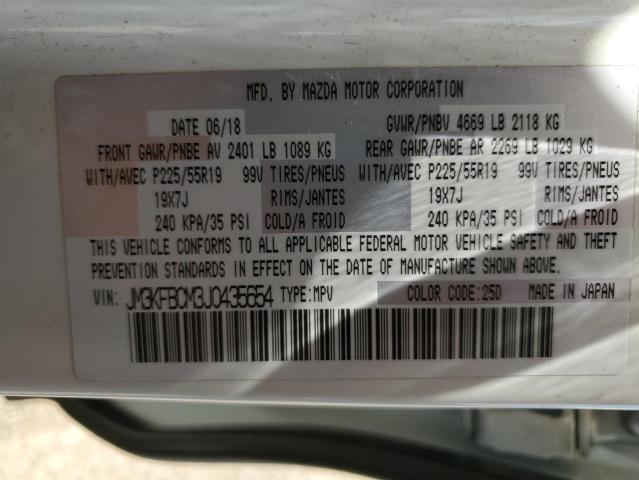 MFD. BY MAZDA MOTOR CORPORATION
DATE 06/18 GVWR/PNBV 4669 LB 2118 KG
FRONT GAWR/PNBE AV 2401 LB 1089 KG REAR GAWR/PNBE AR 2269 LB 1029 KG
WITH/AVEC P225/55R19 99V TIRES/PNEUS WITH/AVEC P225/55R19 99V TIRES/PNEUS
19X7J RIMS/JANTES 19X7J RIMS/JANTES
240 KPA/35 PSI COLD/A FROID 240 KPA/35 PSI COLD/A FROID
THIS VEHICLE CONFORMS TO ALL APPLICABLE FEDERAL MOTOR VEHICLE SAFETY AND THEFT
PREVENTION STANDARDS IN EFFECT ON THE DATE OF MANUFACTURE SHOWN ABOVE.
VIN: JM3KFBCM3J0435654 TYPE:MPV COLOR CODE:25D MADE IN JAPAN